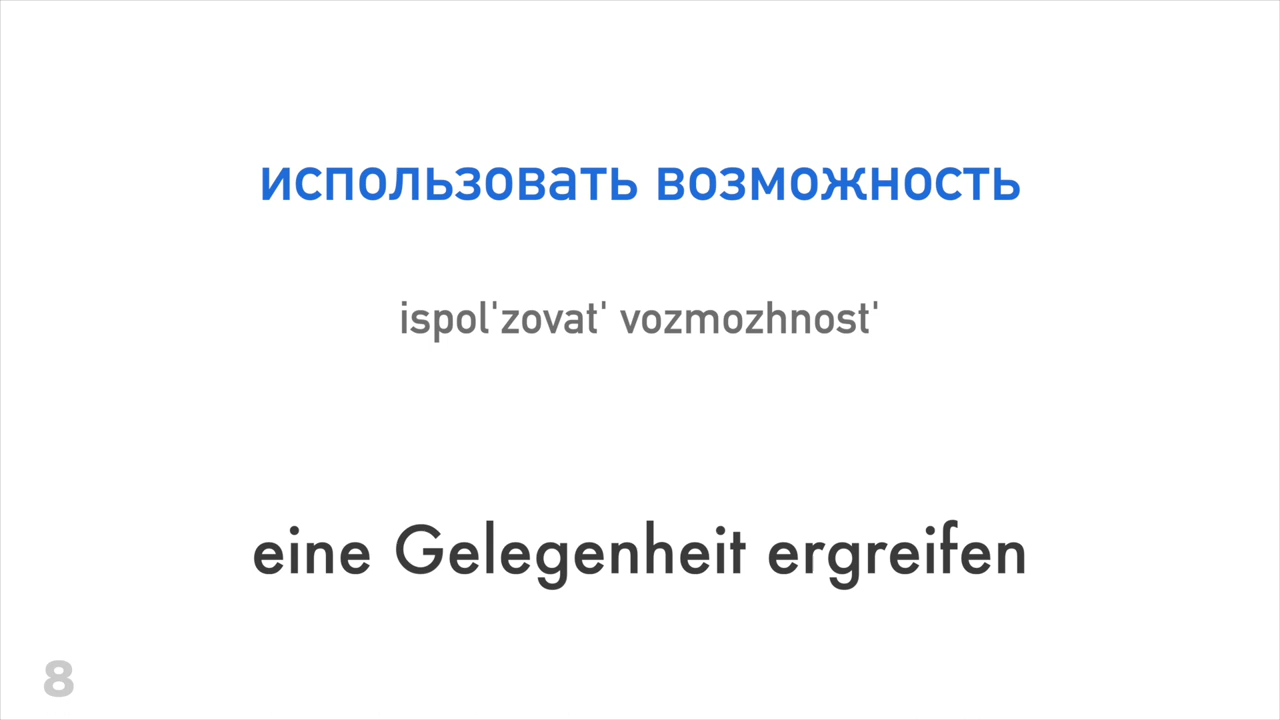 использовать возможность
ispol'zovat' vozmozhnost'
eine Gelegenheit ergreifen
8